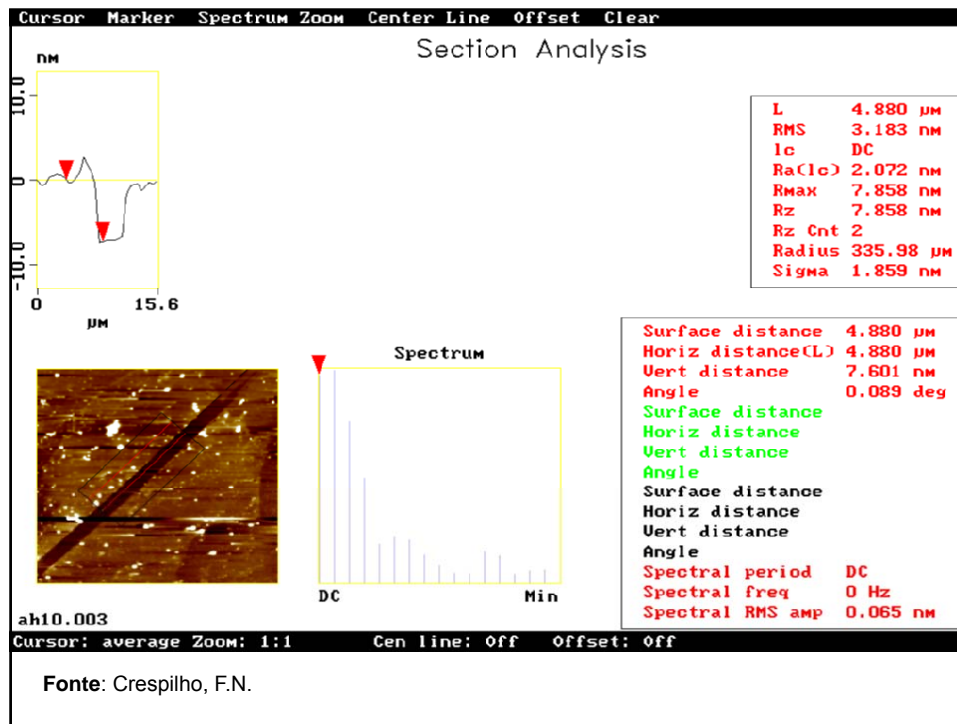 Cursor Marker Spectrum Zoom Center Line Offset Clear
Section Analysis
nM
10.0
0
-10.0
0 15.6
µM
L 4.880 µM
RMS 3.183 nM
lc DC
Ra(lc) 2.072 nM
RMax 7.858 nM
Rz 7.858 nM
Rz Cnt 2
Radius 335.98 µM
SigMa 1.859 nM
Spectrum
DC Min
Surface distance 4.880 µM
Horiz distance(L) 4.880 µM
Vert distance 7.601 nM
Angle 0.089 deg
Surface distance
Horiz distance
Vert distance
Angle
Surface distance
Horiz distance
Vert distance
Angle
Spectral period DC
Spectral freq 0 Hz
Spectral RMS amp 0.065 nM
ah10.003
Cursor: average Zoom: 1:1 Cen line: Off Offset: Off
Fonte: Crespilho, F.N.